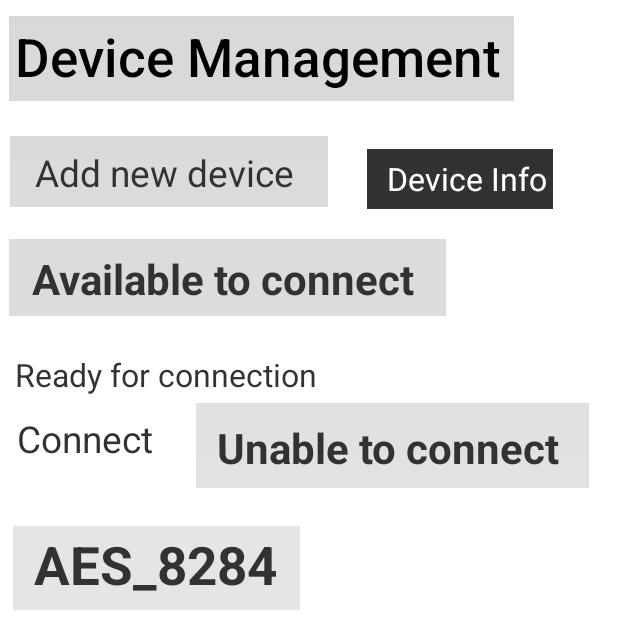 Device Management
Add new device
Device Info
Available to connect
Ready for connection
Connect
Unable to connect
AES_8284